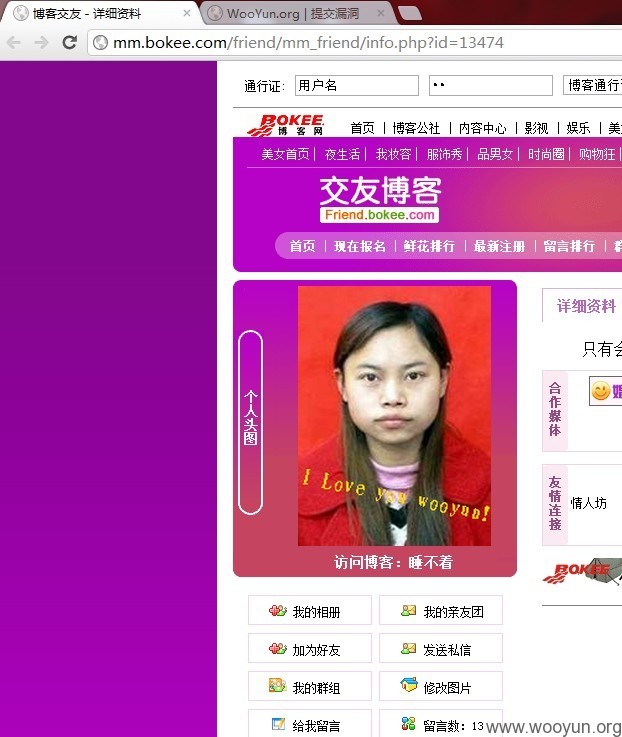 博客交友 - 详细资料
WooYun.org | 提交漏洞
mm.bokee.com/friend/mm_friend/info.php?id=13474
通行证: 用户名 博客通行
BOKEE 博客网 首页 | 博客公社 | 内容中心 | 影视 | 娱乐 |
美女首页 | 夜生活 | 我妆容 | 服饰秀 | 品男女 | 时尚圈 | 购物狂 |
交友博客
Friend.bokee.com
首页 | 现在报名 | 鲜花排行 | 最新注册 | 留言排行 |
个人头图
I Love you wooyun!
访问博客：睡不着
详细资料
只有会
合作媒体
友情连接
情人坊
BOKEE
我的相册 我的亲友团
加为好友 发送私信
我的群组 修改图片
给我留言 留言数：13
www.wooyun.org